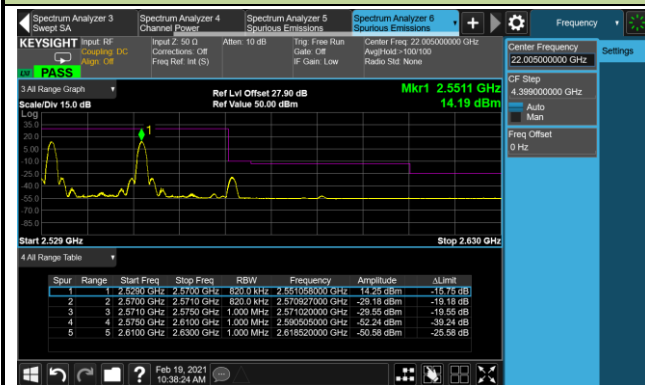 Spectrum Analyzer 3
Swept SA
Spectrum Analyzer 4
Channel Power
Spectrum Analyzer 5
Spurious Emissions
Spectrum Analyzer 6
Spurious Emissions
Frequency
KEYSIGHT
Input: RF
Coupling: DC
Align: Off
Input Z: 50 Ω
Corrections: Off
Freq Ref: Int (S)
Atten: 10 dB
Trig: Free Run
Gate: Off
IF Gain: Low
Center Freq: 22.005000000 GHz
Avg|Hold:>100/100
Radio Std: None
PASS
Center Frequency
22.005000000 GHz
Settings
CF Step
4.399000000 GHz
Auto
Man
Freq Offset
0 Hz
3 All Range Graph
Ref Lvl Offset 27.90 dB
Mkr1 2.5511 GHz
Scale/Div 15.0 dB
Ref Value 50.00 dBm
14.19 dBm
Log
35.0
20.0
5.00
-10.0
-25.0
-40.0
-55.0
-70.0
-85.0
1
Start 2.529 GHz
Stop 2.630 GHz
4 All Range Table
Spur Range Start Freq Stop Freq RBW Frequency Amplitude ΔLimit
1 1 2.5290 GHz 2.5700 GHz 820.0 kHz 2.551058000 GHz 14.25 dBm -15.75 dB
2 2 2.5700 GHz 2.5710 GHz 820.0 kHz 2.570927000 GHz -29.18 dBm -19.18 dB
3 3 2.5710 GHz 2.5750 GHz 1.000 MHz 2.571020000 GHz -29.55 dBm -19.55 dB
4 4 2.5750 GHz 2.6100 GHz 1.000 MHz 2.590505000 GHz -52.24 dBm -39.24 dB
5 5 2.6100 GHz 2.6300 GHz 1.000 MHz 2.618520000 GHz -50.58 dBm -25.58 dB
Feb 19, 2021
10:38:24 AM